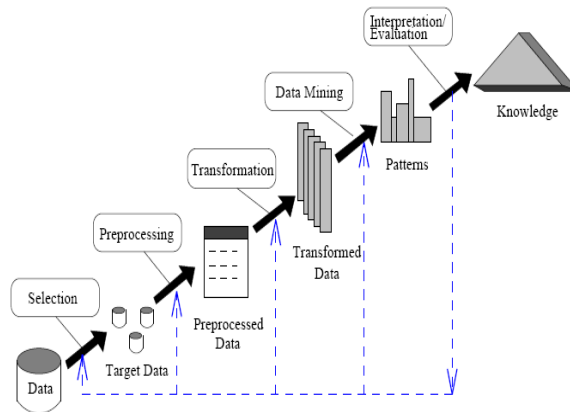 Interpretation/
Evaluation
Data Mining
Knowledge
Transformation
Patterns
Preprocessing
Transformed
Data
Selection
Preprocessed
Data
Target Data
Data